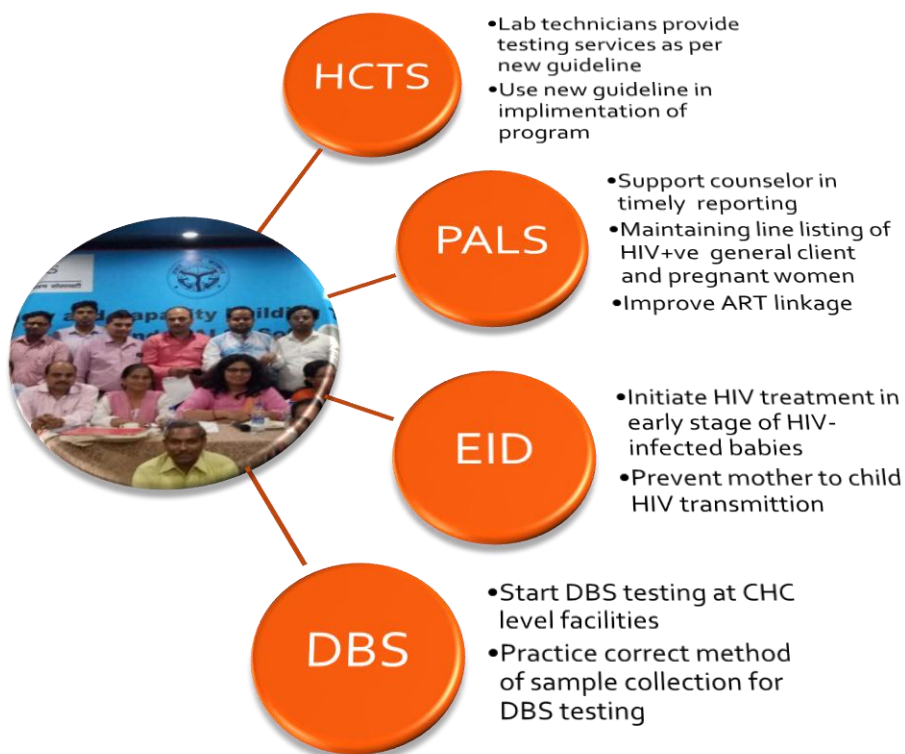 HCTS
•Lab technicians provide
testing services as per
new guideline
•Use new guideline in
implimentation of
program
PALS
•Support counselor in
timely reporting
•Maintaining line listing of
HIV+ve general client
and pregnant women
•Improve ART linkage
EID
•Initiate HIV treatment in
early stage of HIV-
infected babies
•Prevent mother to child
HIV transmittion
DBS
•Start DBS testing at CHC
level facilities
•Practice correct method
of sample collection for
DBS testing
and Capacity Building